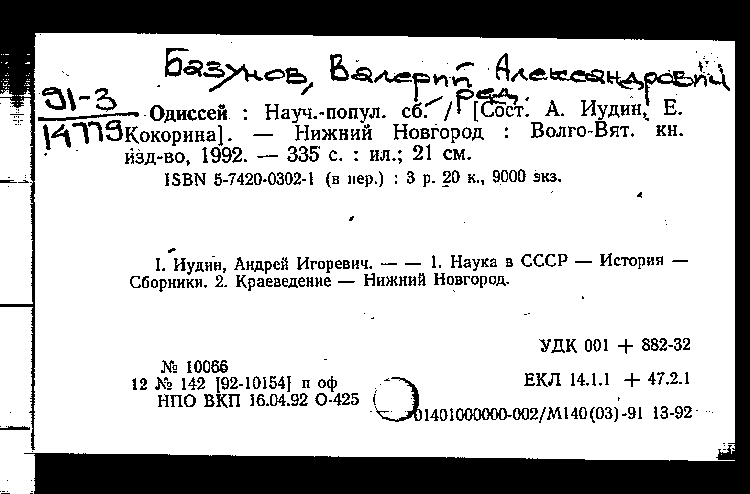 Базунов, Валерий Александрович
ред.
91-3
14779
Одиссей : Науч.-попул. сб. / [Сост. А. Иудин, Е.
Кокорина]. — Нижний Новгород : Волго-Вят. кн.
изд-во, 1992. — 335 с. : ил.; 21 см.
ISBN 5-7420-0302-1 (в пер.) : 3 р. 20 к., 9000 экз.
I. Иудин, Андрей Игоревич. — — 1. Наука в СССР — История —
Сборники. 2. Краеведение — Нижний Новгород.
УДК 001 + 882-32
№ 10066
12 № 142 [92-10154] п оф
ЕКЛ 14.1.1 + 47.2.1
НПО ВКП 16.04.92 О-425
01401000000-002/М140(03)-91 13-92